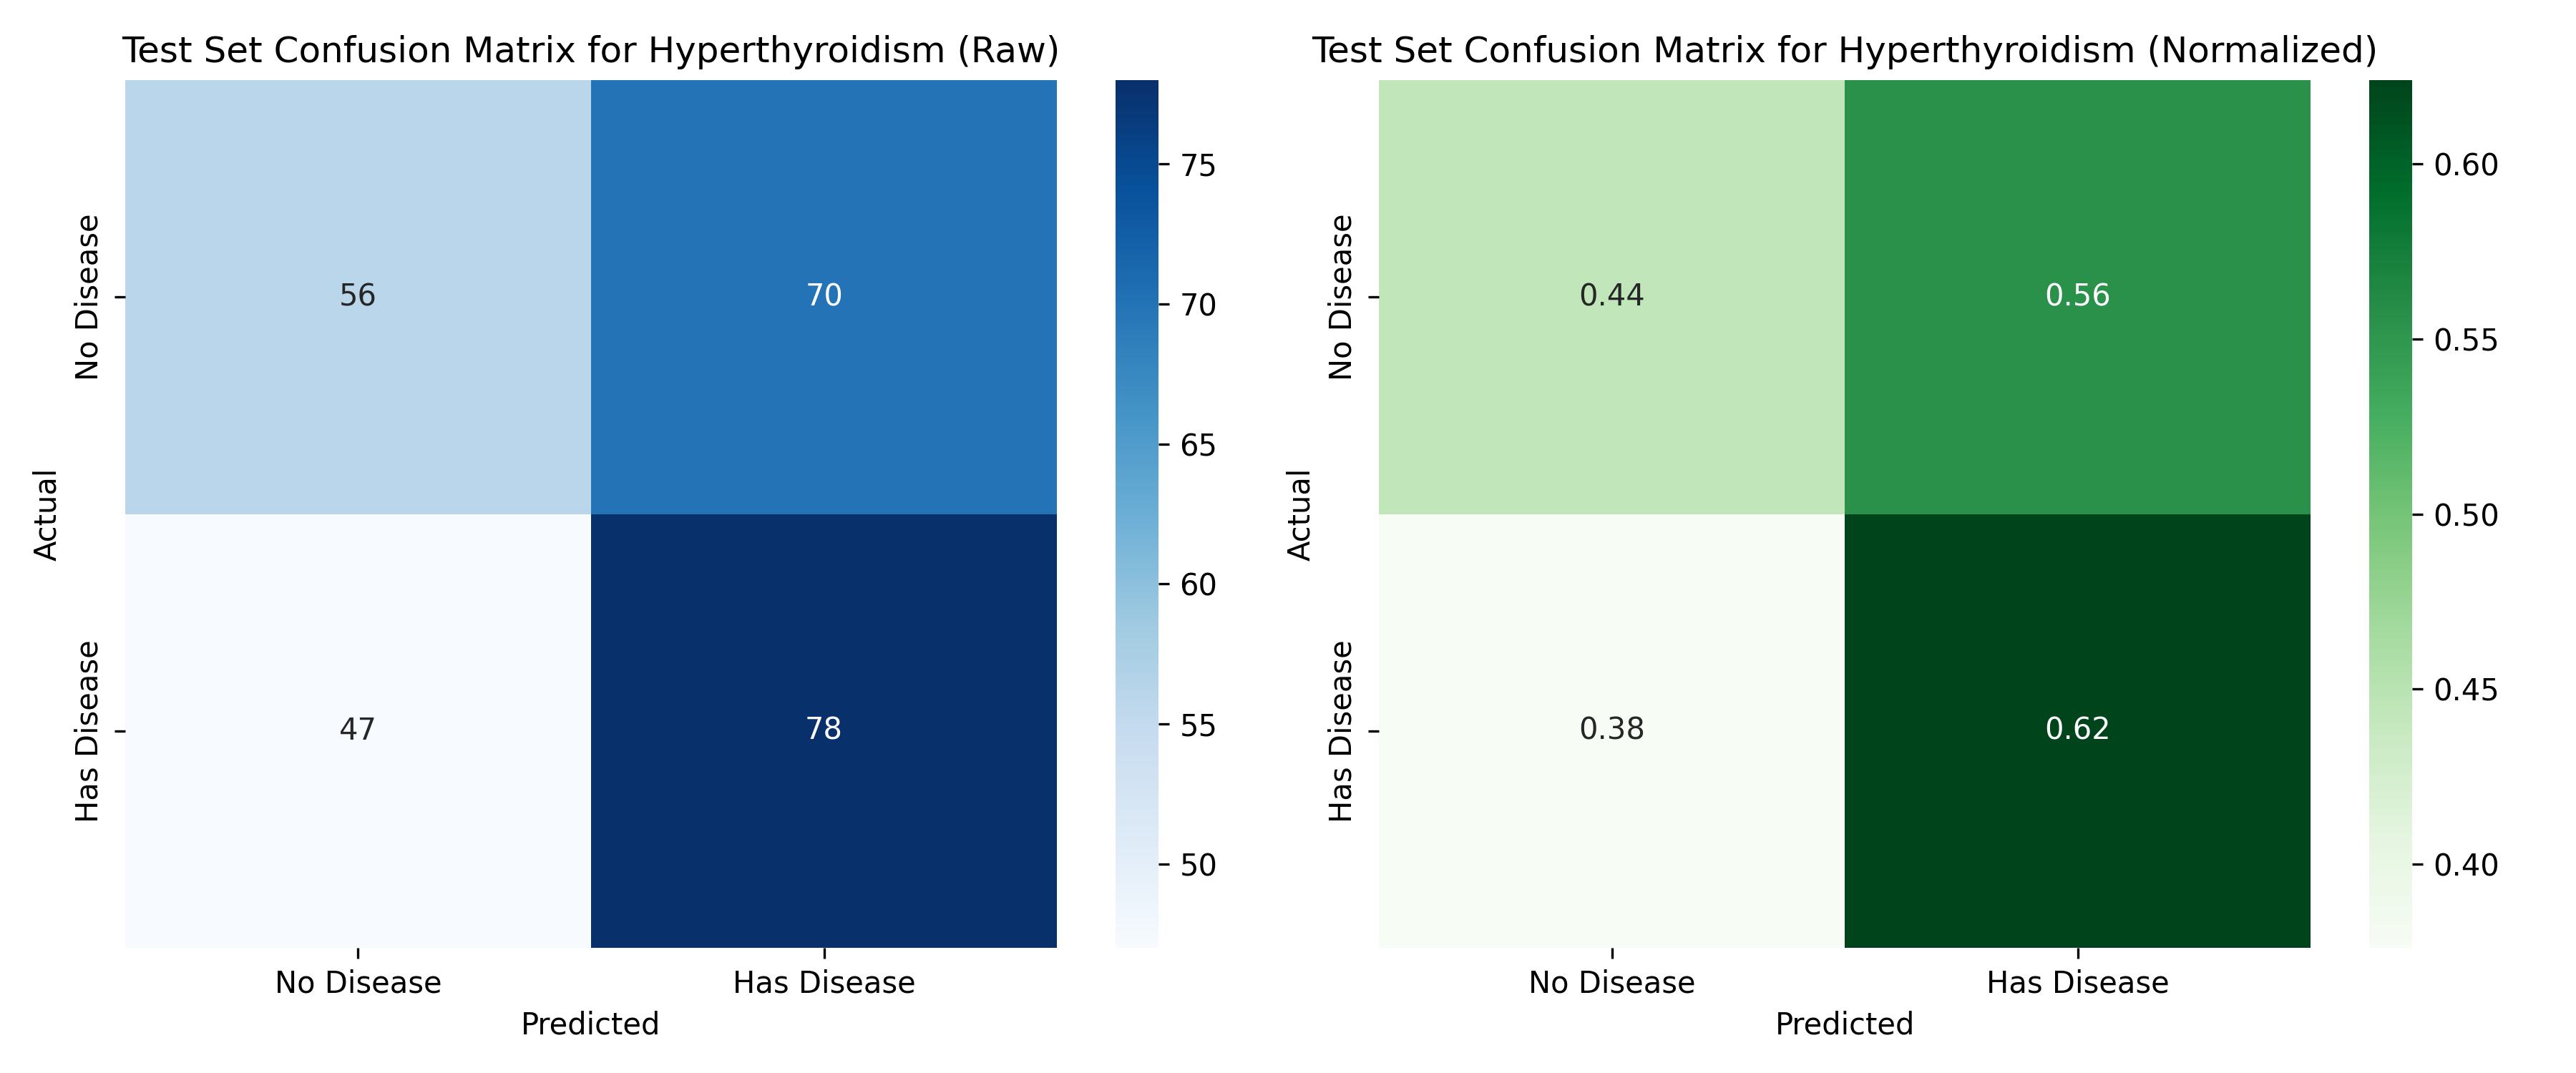 Test Set Confusion Matrix for Hyperthyroidism (Raw)
No Disease
Has Disease
Actual
56
70
47
78
No Disease
Has Disease
Predicted
75
70
65
60
55
50
Test Set Confusion Matrix for Hyperthyroidism (Normalized)
No Disease
Has Disease
Actual
0.44
0.56
0.38
0.62
No Disease
Has Disease
Predicted
0.60
0.55
0.50
0.45
0.40